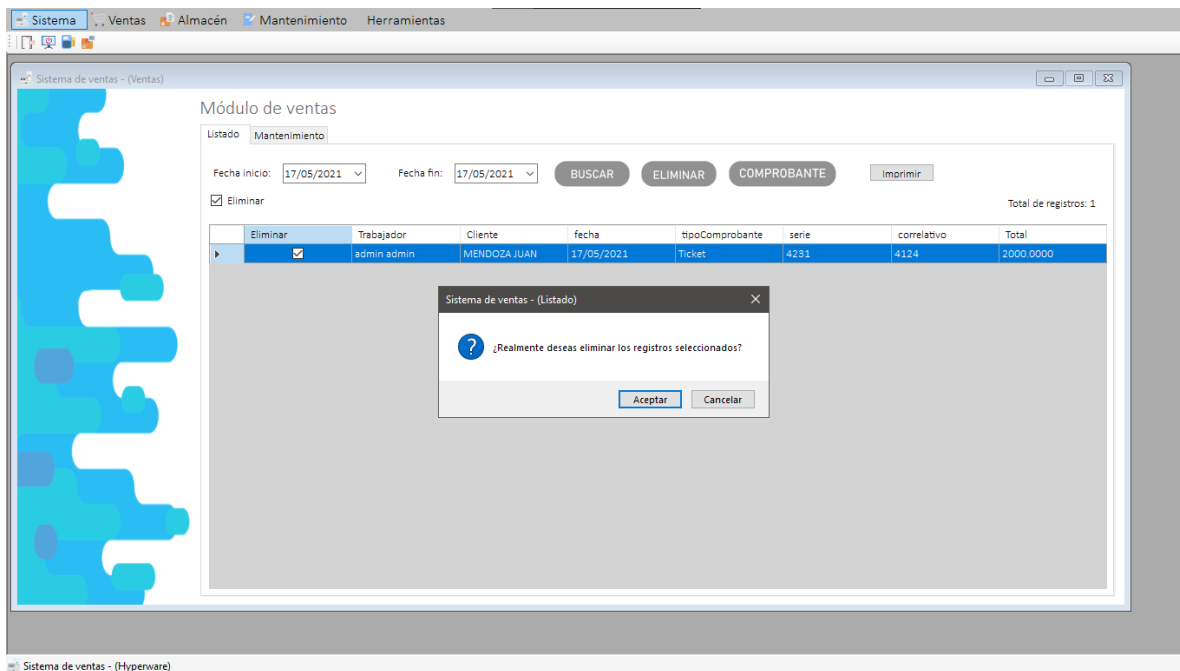 Sistema Ventas Almacén Mantenimiento Herramientas
Sistema de ventas - (Ventas)
Módulo de ventas
Listado Mantenimiento
Fecha inicio: 17/05/2021 Fecha fin: 17/05/2021 BUSCAR ELIMINAR COMPROBANTE Imprimir
Eliminar
Total de registros: 1
Eliminar Trabajador Cliente fecha tipoComprobante serie correlativo Total
admin admin MENDOZA JUAN 17/05/2021 Ticket 4231 4124 2000.0000
Sistema de ventas - (Listado)
¿Realmente deseas eliminar los registros seleccionados?
Aceptar Cancelar
Sistema de ventas - (Hyperware)